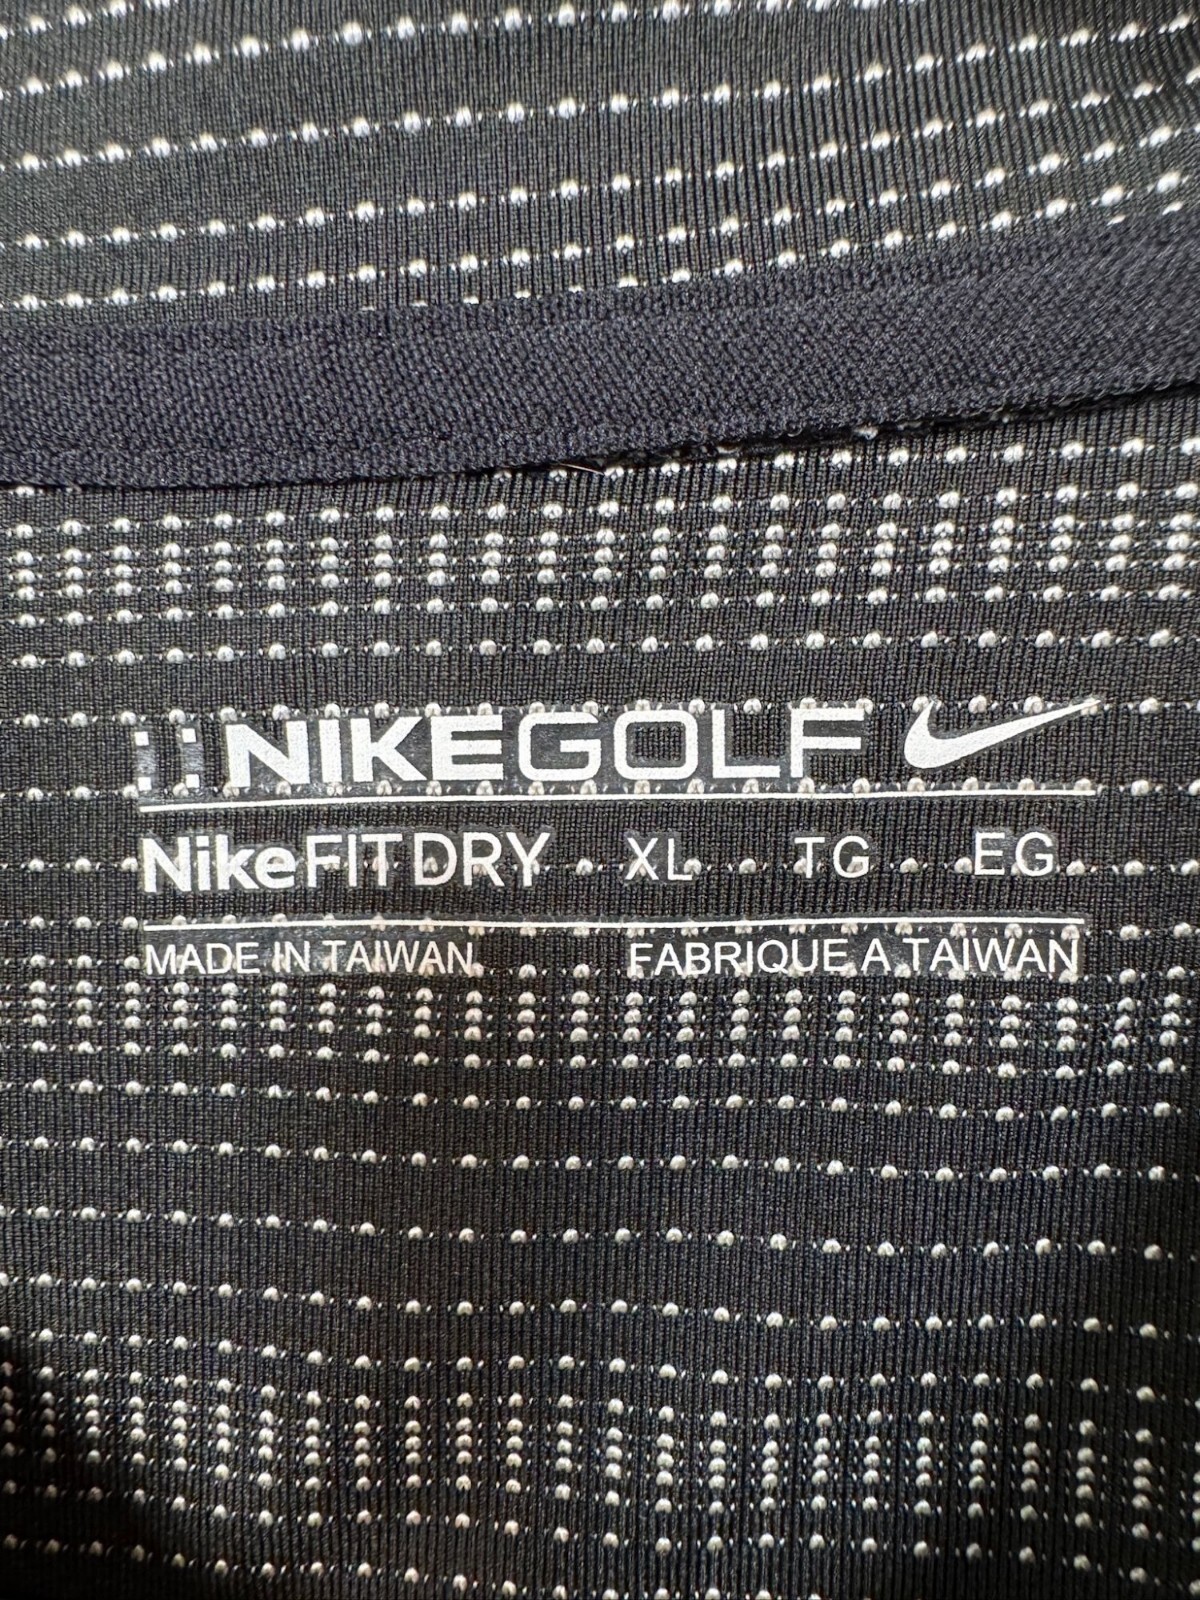 NIKEGOLF
NikeFITDRY XL TG EG
MADE IN TAIWAN FABRIQUE A TAIWAN